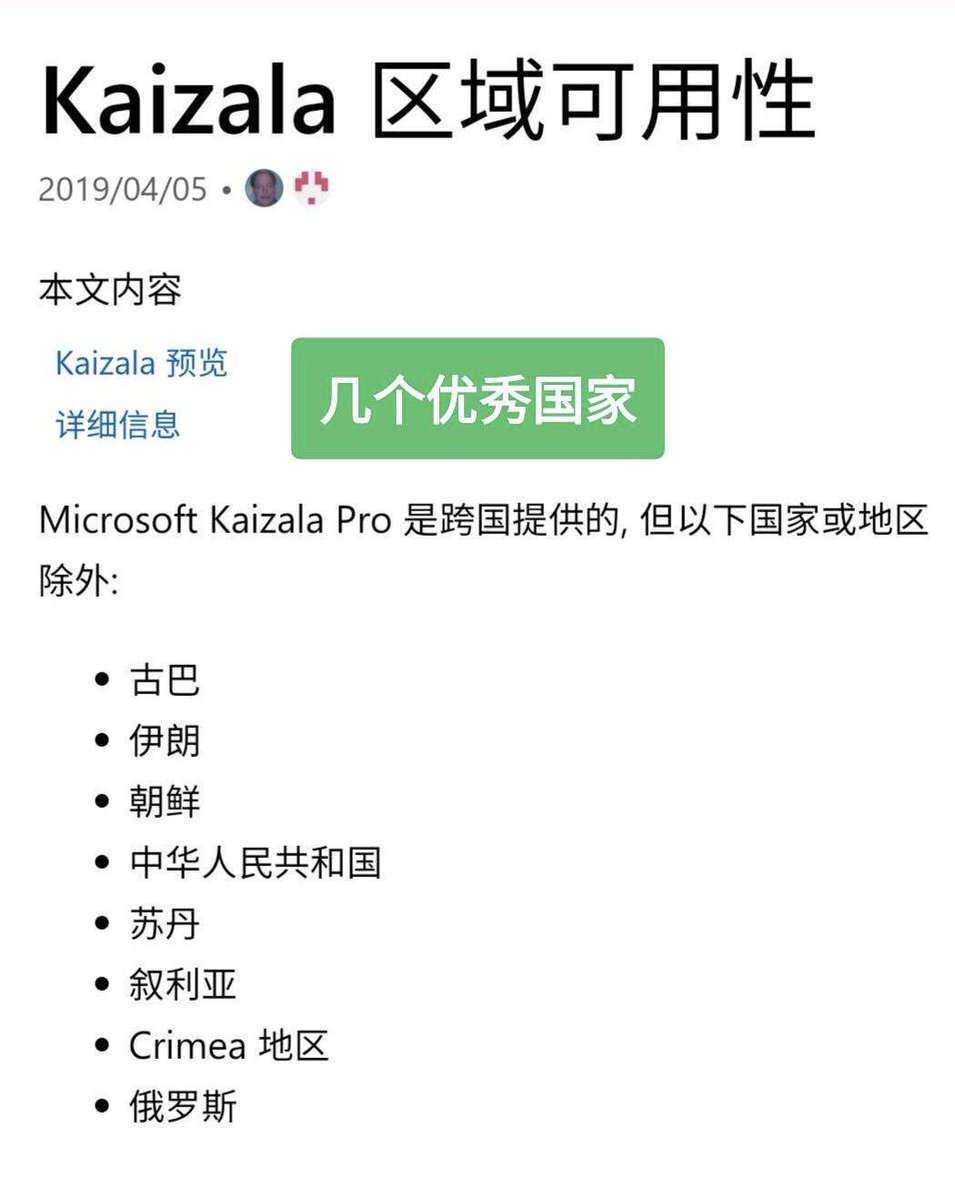 Kaizala 区域可用性
2019/04/05 •
本文内容
Kaizala 预览
详细信息
几个优秀国家
Microsoft Kaizala Pro 是跨国提供的, 但以下国家或地区
除外:
• 古巴
• 伊朗
• 朝鲜
• 中华人民共和国
• 苏丹
• 叙利亚
• Crimea 地区
• 俄罗斯